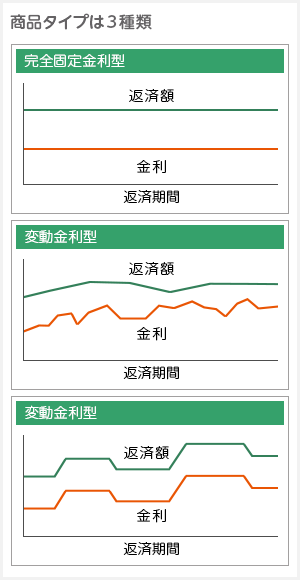 商品タイプは3種類
完全固定金利型
返済額
金利
返済期間
変動金利型
返済額
金利
返済期間
変動金利型
返済額
金利
返済期間